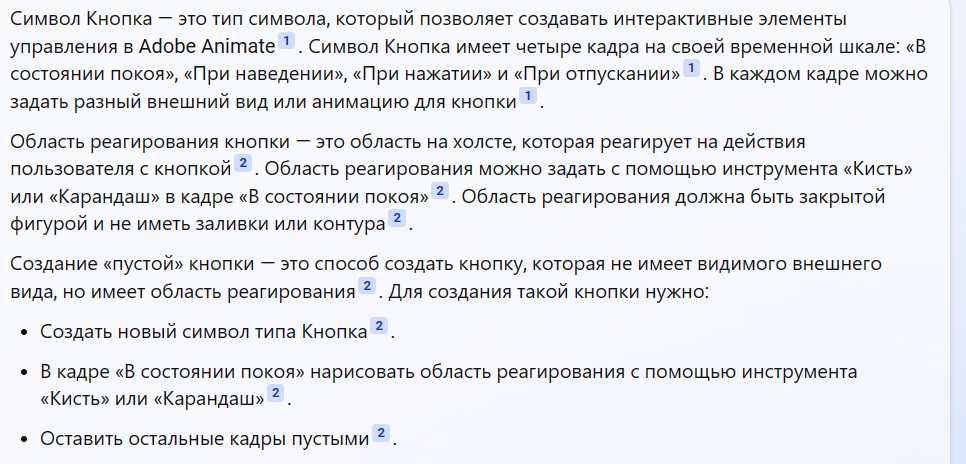 Символ Кнопка — это тип символа, который позволяет создавать интерактивные элементы
управления в Adobe Animate 1 . Символ Кнопка имеет четыре кадра на своей временной шкале: «В
состоянии покоя», «При наведении», «При нажатии» и «При отпускании» 1 . В каждом кадре можно
задать разный внешний вид или анимацию для кнопки 1 .
Область реагирования кнопки — это область на холсте, которая реагирует на действия
пользователя с кнопкой 2 . Область реагирования можно задать с помощью инструмента «Кисть»
или «Карандаш» в кадре «В состоянии покоя» 2 . Область реагирования должна быть закрытой
фигурой и не иметь заливки или контура 2 .
Создание «пустой» кнопки — это способ создать кнопку, которая не имеет видимого внешнего
вида, но имеет область реагирования 2 . Для создания такой кнопки нужно:
• Создать новый символ типа Кнопка 2 .
• В кадре «В состоянии покоя» нарисовать область реагирования с помощью инструмента
«Кисть» или «Карандаш» 2 .
• Оставить остальные кадры пустыми 2 .